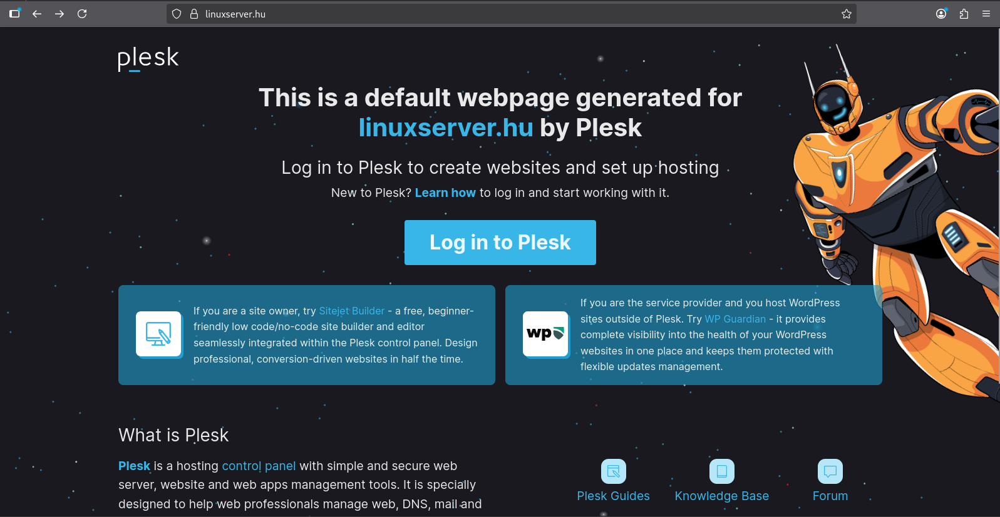 linuxserver.hu
plesk
This is a default webpage generated for
linuxserver.hu by Plesk
Log in to Plesk to create websites and set up hosting
New to Plesk? Learn how to log in and start working with it.
Log in to Plesk
If you are a site owner, try Sitejet Builder - a free, beginner-
friendly low code/no-code site builder and editor
seamlessly integrated within the Plesk control panel. Design
professional, conversion-driven websites in half the time.
wp
If you are the service provider and you host WordPress
sites outside of Plesk. Try WP Guardian - it provides
complete visibility into the health of your WordPress
websites in one place and keeps them protected with
flexible updates management.
What is Plesk
Plesk is a hosting control panel with simple and secure web
server, website and web apps management tools. It is specially
designed to help web professionals manage web, DNS, mail and
Plesk Guides
Knowledge Base
Forum